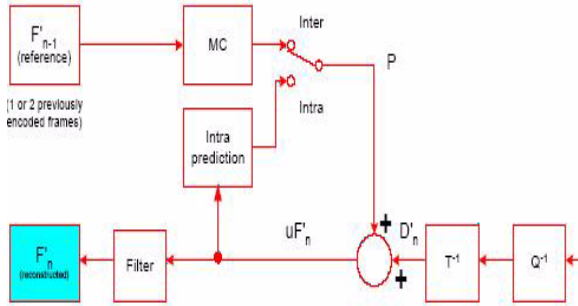 F'n-1
(reference)
(1 or 2 previously
encoded frames)
MC
Inter
Intra
P
Intra
prediction
F'n
(reconstructed)
Filter
uF'n
+
+
D'n
T-1
Q-1